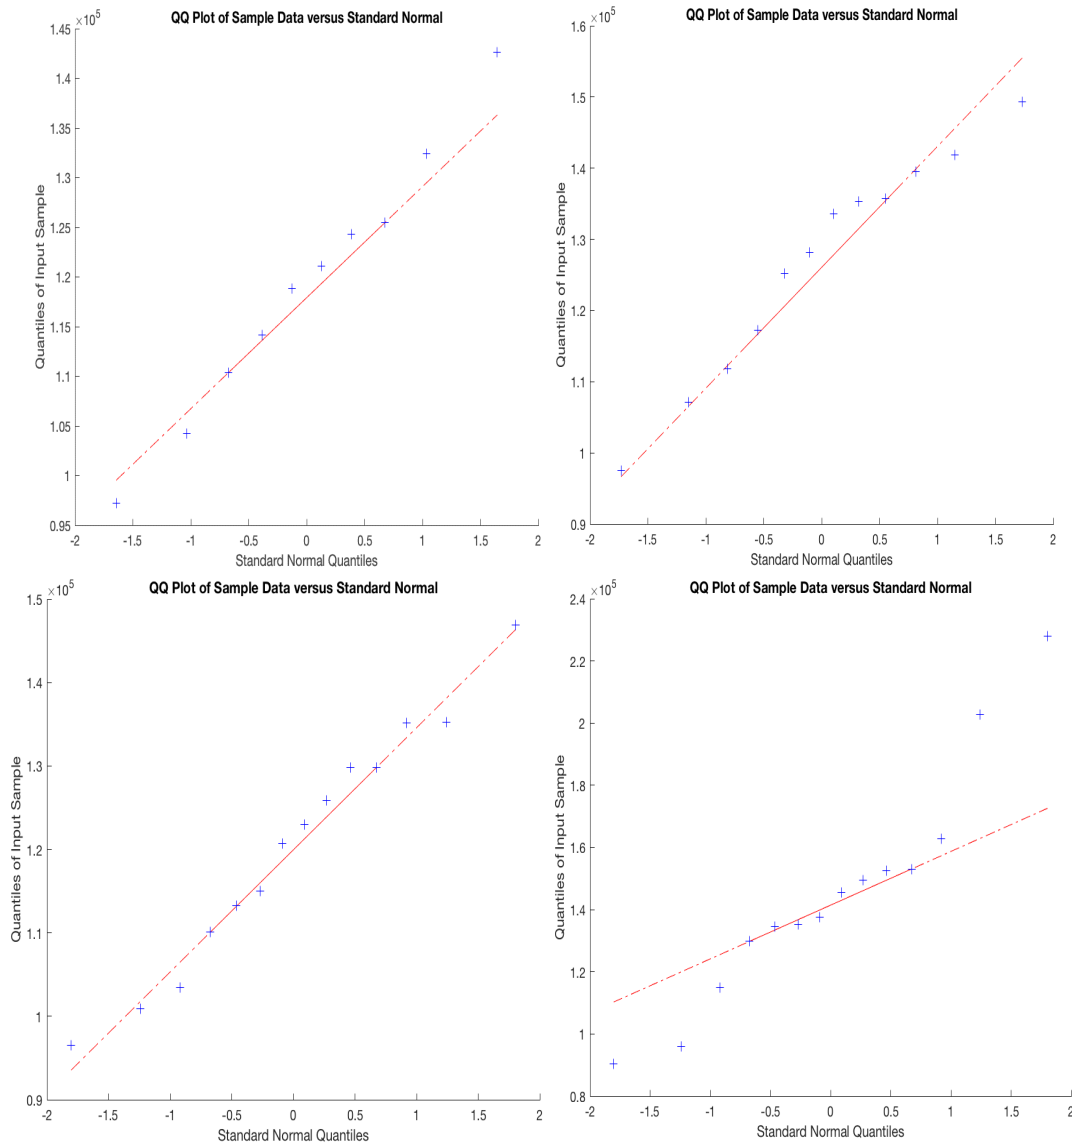 QQ Plot of Sample Data versus Standard Normal
×10^5
1.45
1.4
1.35
1.3
1.25
1.2
1.15
1.1
1.05
1
0.95
Quantiles of Input Sample
-2 -1.5 -1 -0.5 0 0.5 1 1.5 2
Standard Normal Quantiles
QQ Plot of Sample Data versus Standard Normal
×10^5
1.6
1.5
1.4
1.3
1.2
1.1
1
0.9
Quantiles of Input Sample
-2 -1.5 -1 -0.5 0 0.5 1 1.5 2
Standard Normal Quantiles
QQ Plot of Sample Data versus Standard Normal
×10^5
1.5
1.4
1.3
1.2
1.1
1
0.9
Quantiles of Input Sample
-2 -1.5 -1 -0.5 0 0.5 1 1.5 2
Standard Normal Quantiles
QQ Plot of Sample Data versus Standard Normal
×10^5
2.4
2.2
2
1.8
1.6
1.4
1.2
1
0.8
Quantiles of Input Sample
-2 -1.5 -1 -0.5 0 0.5 1 1.5 2
Standard Normal Quantiles